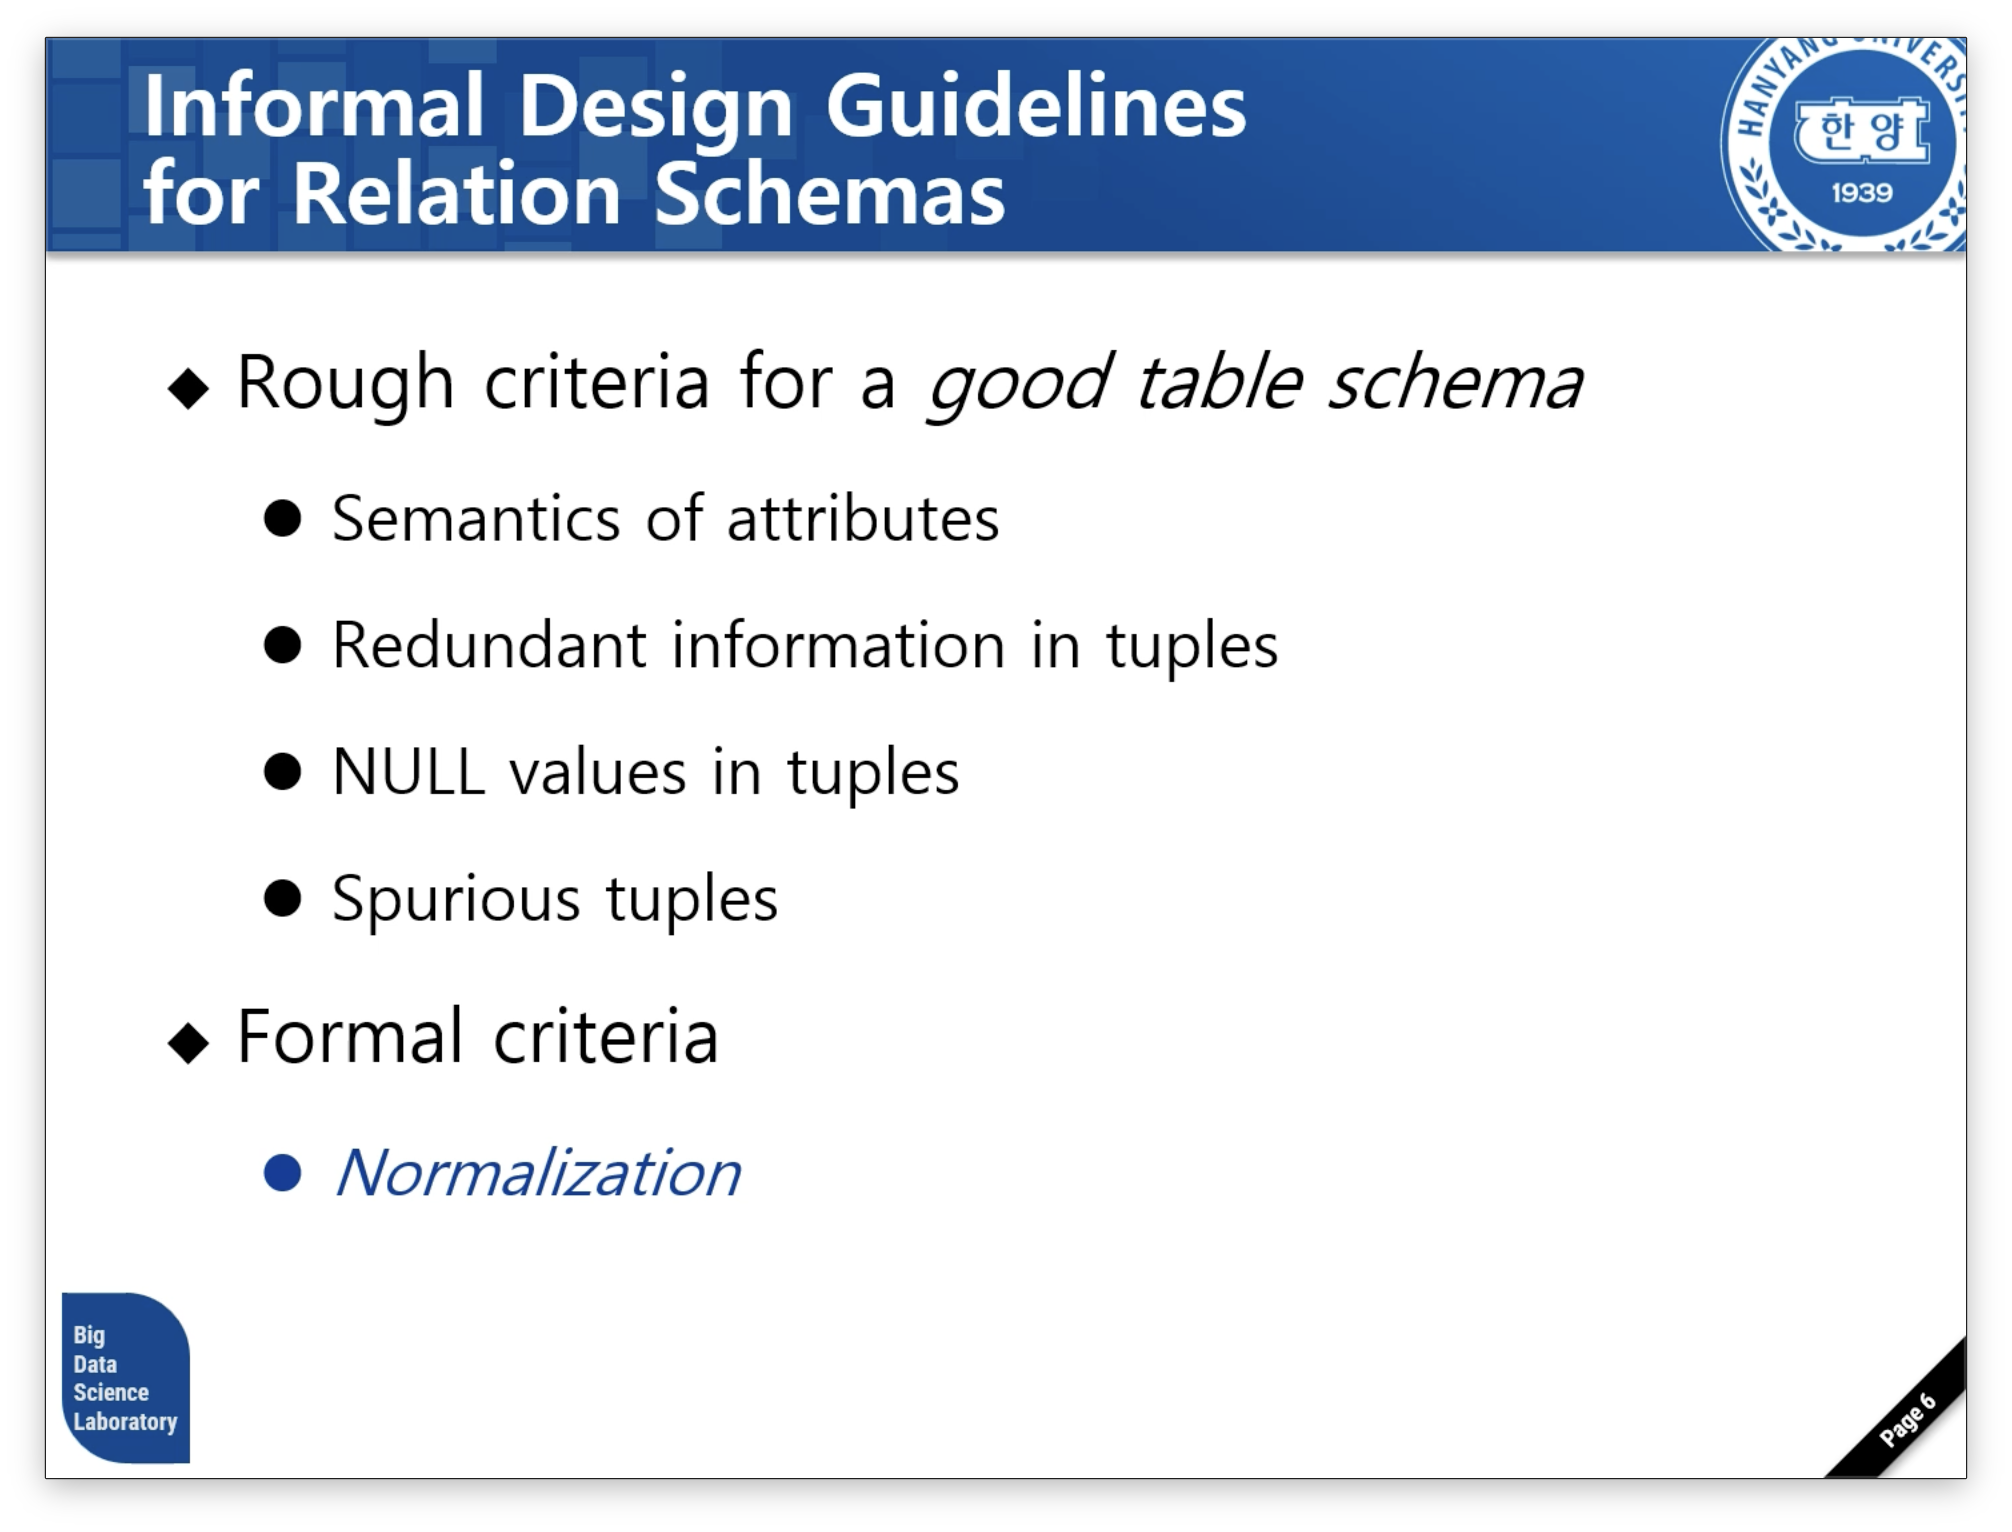 Informal Design Guidelines
for Relation Schemas
HANYANG UNIVERSITY
한양
1939
◆ Rough criteria for a good table schema
● Semantics of attributes
● Redundant information in tuples
● NULL values in tuples
● Spurious tuples
◆ Formal criteria
● Normalization
Big
Data
Science
Laboratory
Page 6